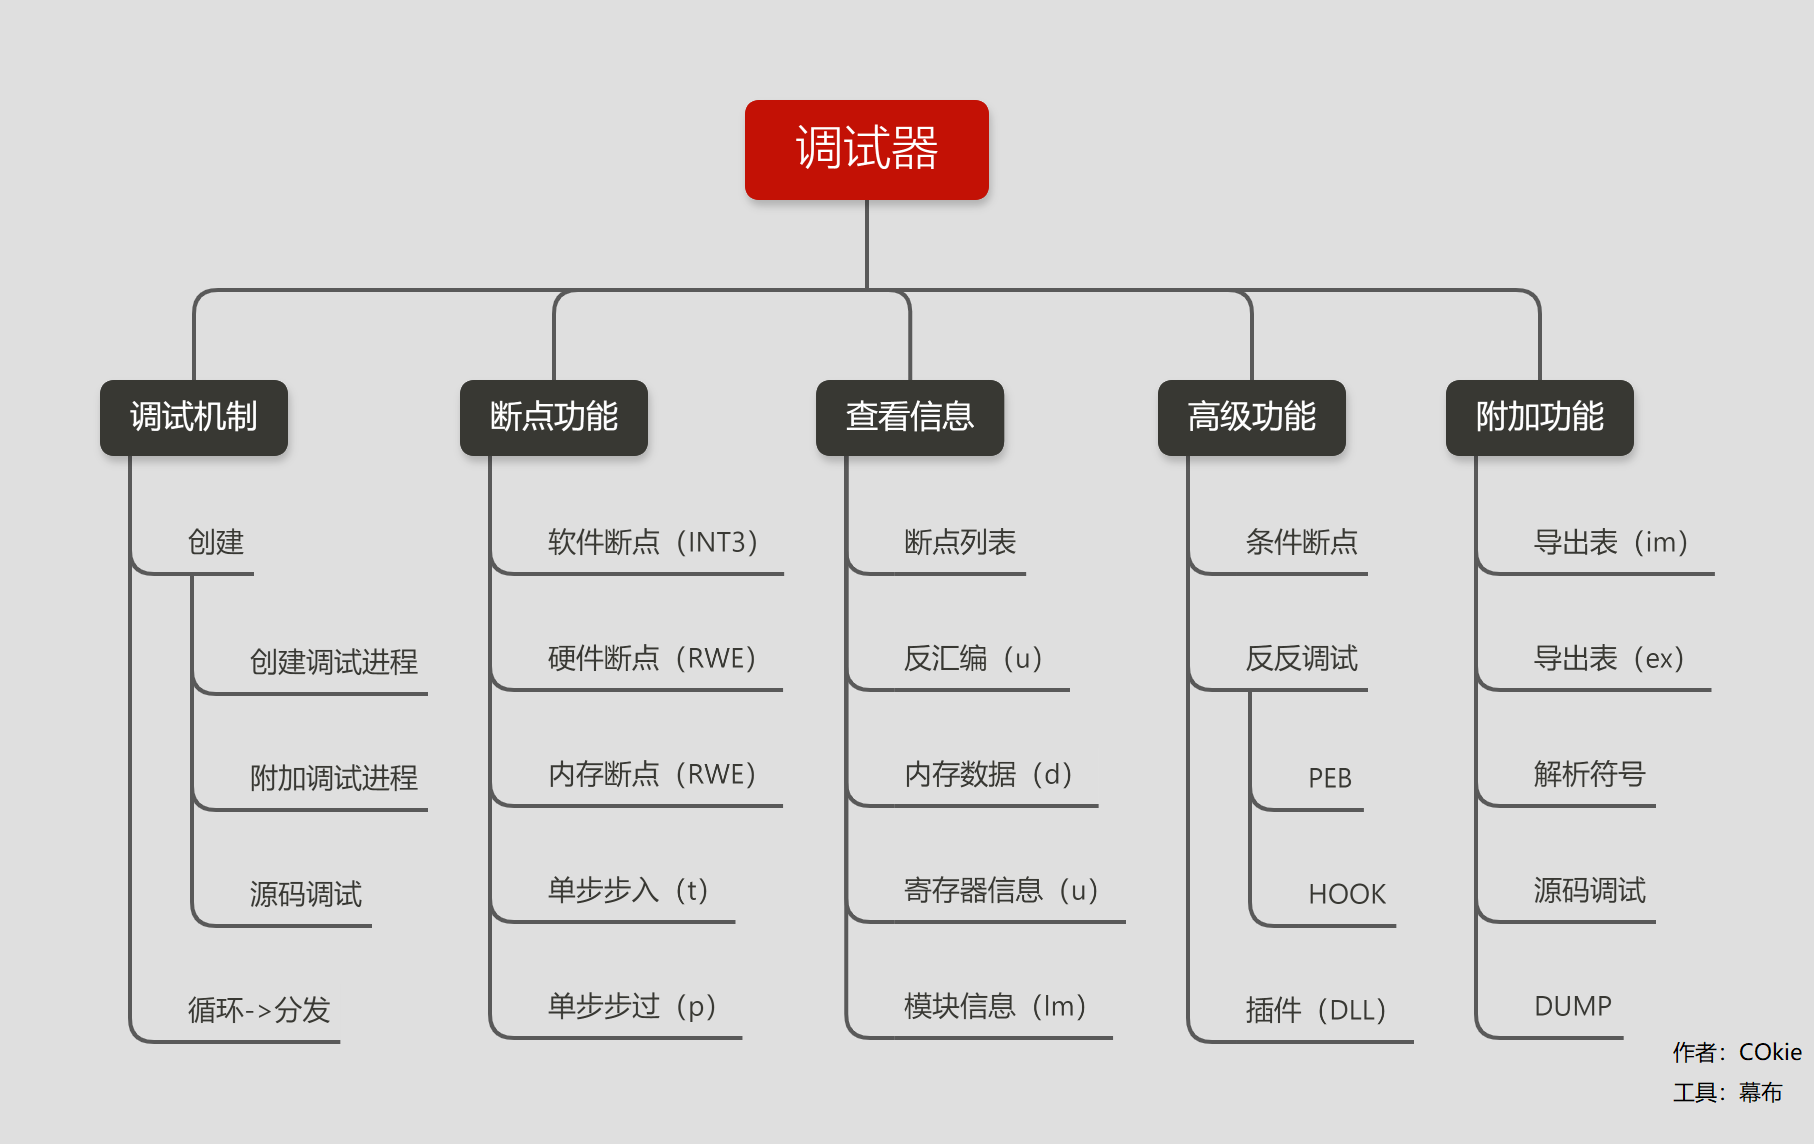 调试器
调试机制
创建
创建调试进程
附加调试进程
源码调试
循环->分发
断点功能
软件断点（INT3）
硬件断点（RWE）
内存断点（RWE）
单步步入（t）
单步步过（p）
查看信息
断点列表
反汇编（u）
内存数据（d）
寄存器信息（u）
模块信息（lm）
高级功能
条件断点
反反调试
PEB
HOOK
插件（DLL）
附加功能
导出表（im）
导出表（ex）
解析符号
源码调试
DUMP
作者：COkie
工具：幕布